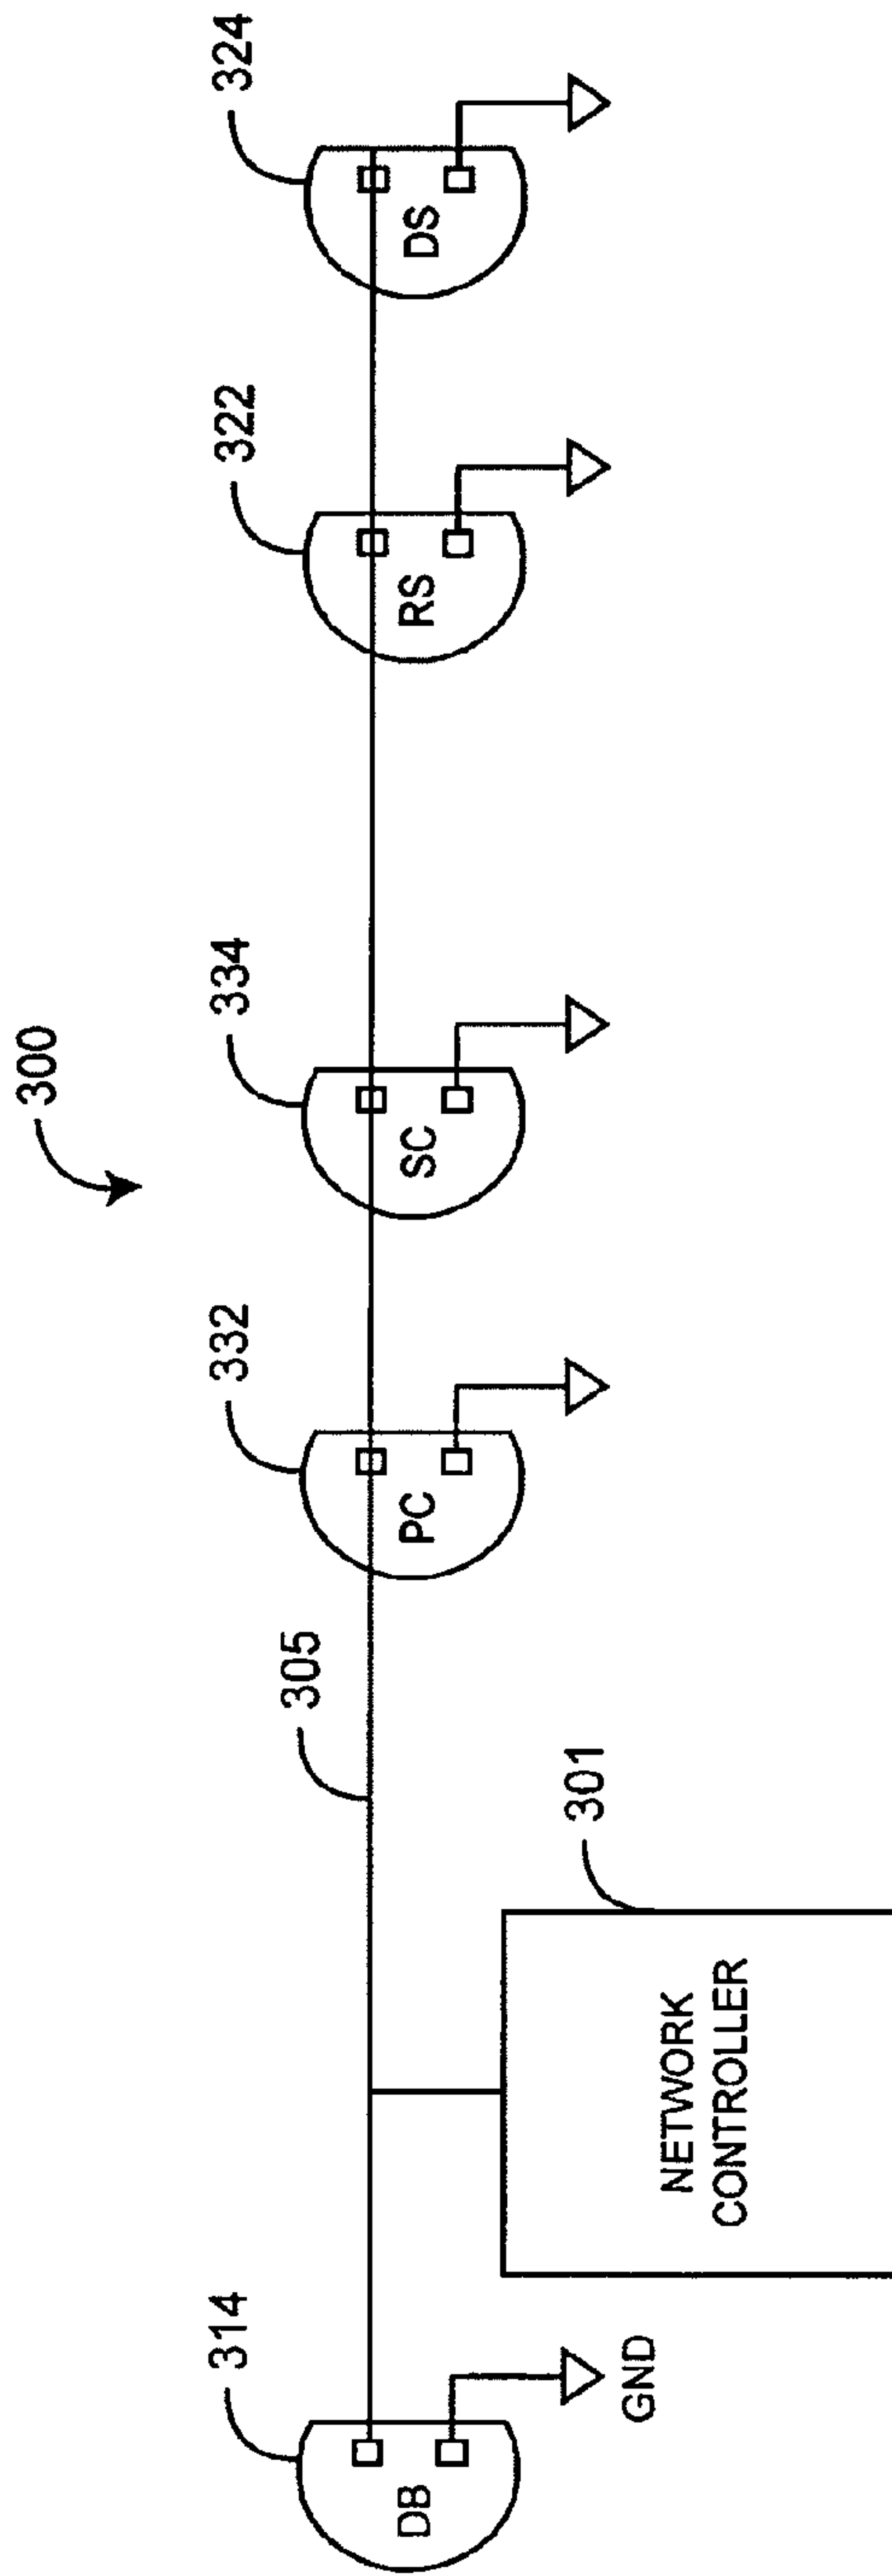 300
314
332
334
322
324
305
DB
PC
SC
RS
DS
GND
301
NETWORK
CONTROLLER